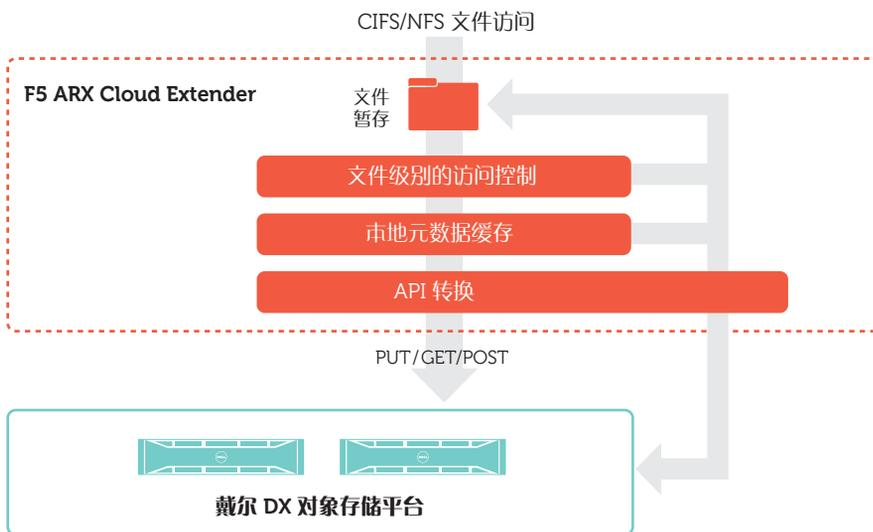 CIFS/NFS 文件访问
F5 ARX Cloud Extender
文件
暂存
文件级别的访问控制
本地元数据缓存
API 转换
PUT/GET/POST
DELL
DELL
戴尔 DX 对象存储平台